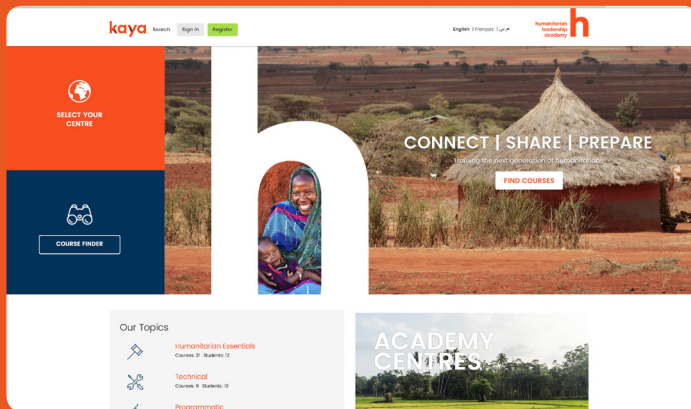 kaya
Search
Sign In
Register
English | Français | عربي
humanitarian
leadership
academy
h
SELECT YOUR
CENTRE
COURSE FINDER
h
CONNECT | SHARE | PREPARE
Training the next generation of humanitarians
FIND COURSES
Our Topics
Humanitarian Essentials
Courses: 21 Students: 12
Technical
Courses: 9 Students: 13
Programmatic
ACADEMY
CENTRES